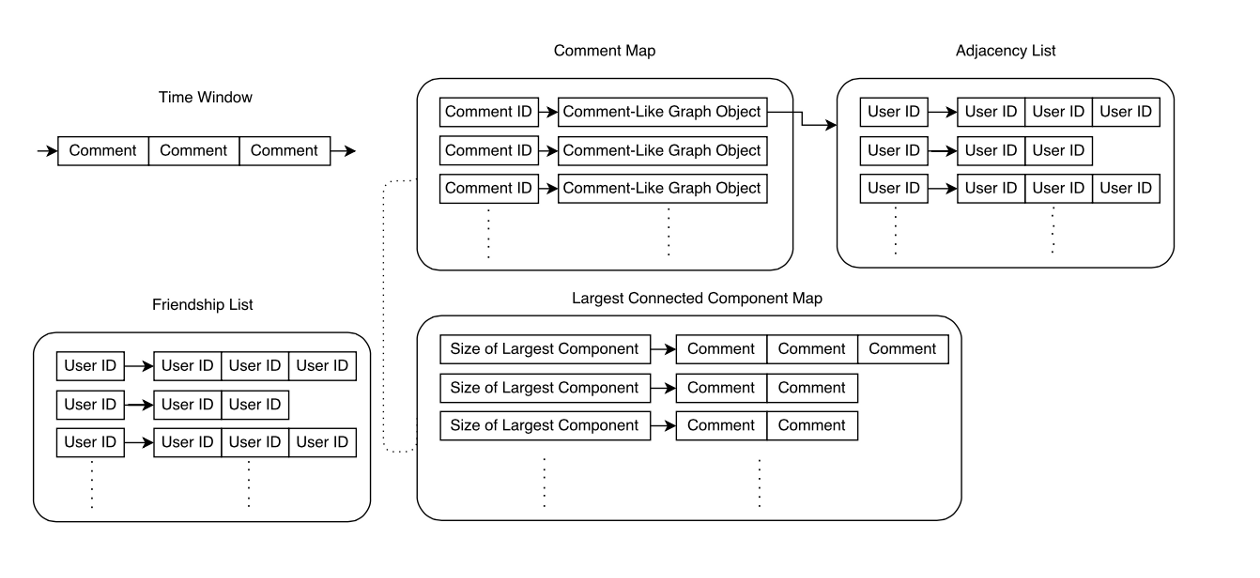 Comment Map
Adjacency List
Time Window
Comment ID Comment-Like Graph Object
User ID User ID User ID User ID
Comment Comment Comment
Comment ID Comment-Like Graph Object
User ID User ID User ID
Comment ID Comment-Like Graph Object
User ID User ID User ID User ID
Friendship List
Largest Connected Component Map
User ID User ID User ID User ID
Size of Largest Component Comment Comment Comment
User ID User ID User ID
Size of Largest Component Comment Comment
User ID User ID User ID User ID
Size of Largest Component Comment Comment